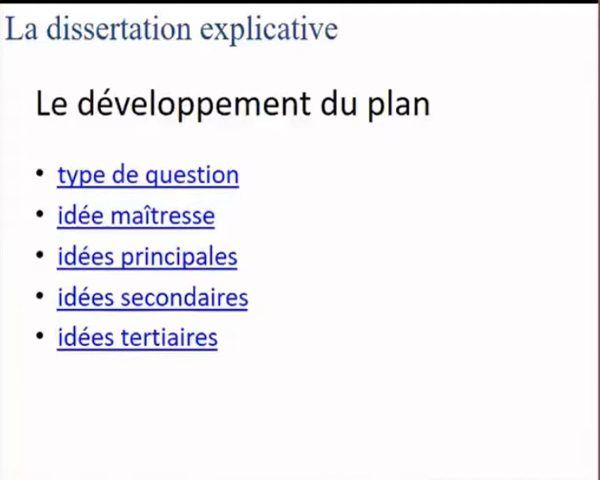 La dissertation explicative
Le développement du plan
• type de question
• idée maîtresse
• idées principales
• idées secondaires
• idées tertiaires